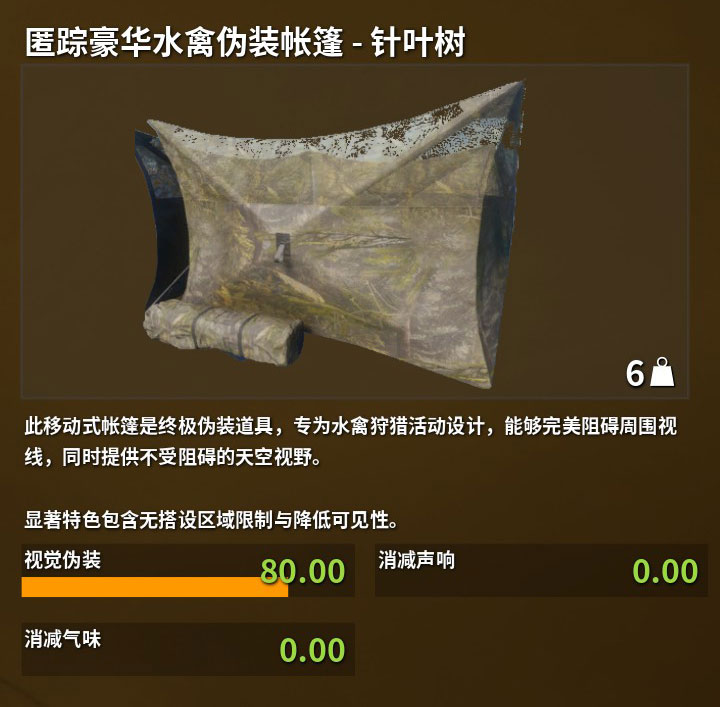 匿踪豪华水禽伪装帐篷 - 针叶树
6
此移动式帐篷是终极伪装道具，专为水禽狩猎活动设计，能够完美阻碍周围视
线，同时提供不受阻碍的天空视野。
显著特色包含无搭设区域限制与降低可见性。
视觉伪装 80.00
消减声响 0.00
消减气味 0.00